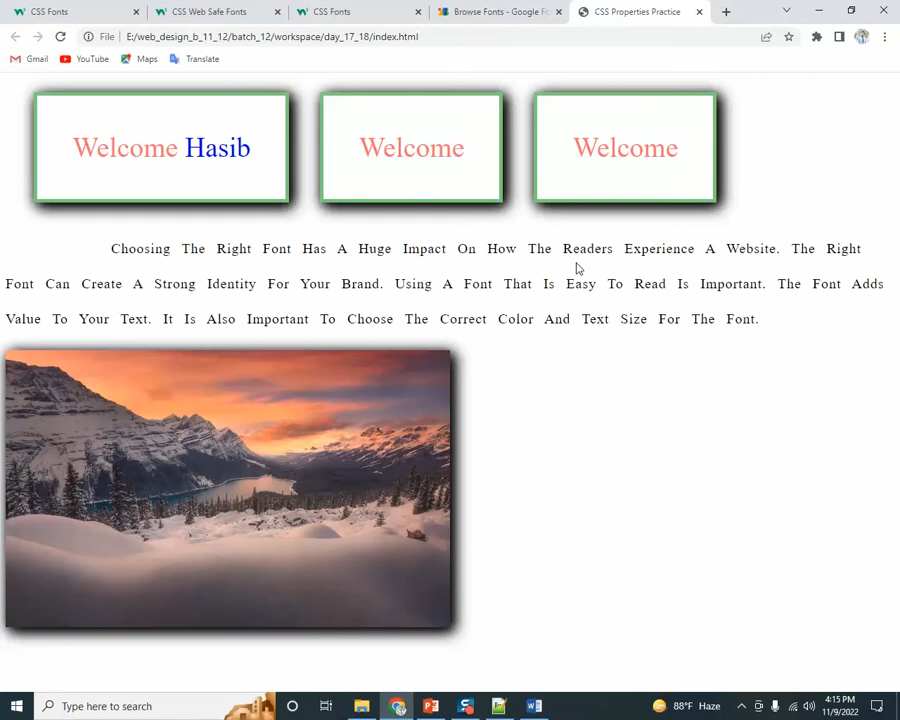 CSS Fonts
CSS Web Safe Fonts
CSS Fonts
Browse Fonts - Google Fo
CSS Properties Practice
File
E:/web_design_b_11_12/batch_12/workspace/day_17_18/index.html
Gmail
YouTube
Maps
Translate
Welcome Hasib
Welcome
Welcome
Choosing The Right Font Has A Huge Impact On How The Readers Experience A Website. The Right
Font Can Create A Strong Identity For Your Brand. Using A Font That Is Easy To Read Is Important. The Font Adds
Value To Your Text. It Is Also Important To Choose The Correct Color And Text Size For The Font.
Type here to search
88°F Haze
4:15 PM
11/9/2022